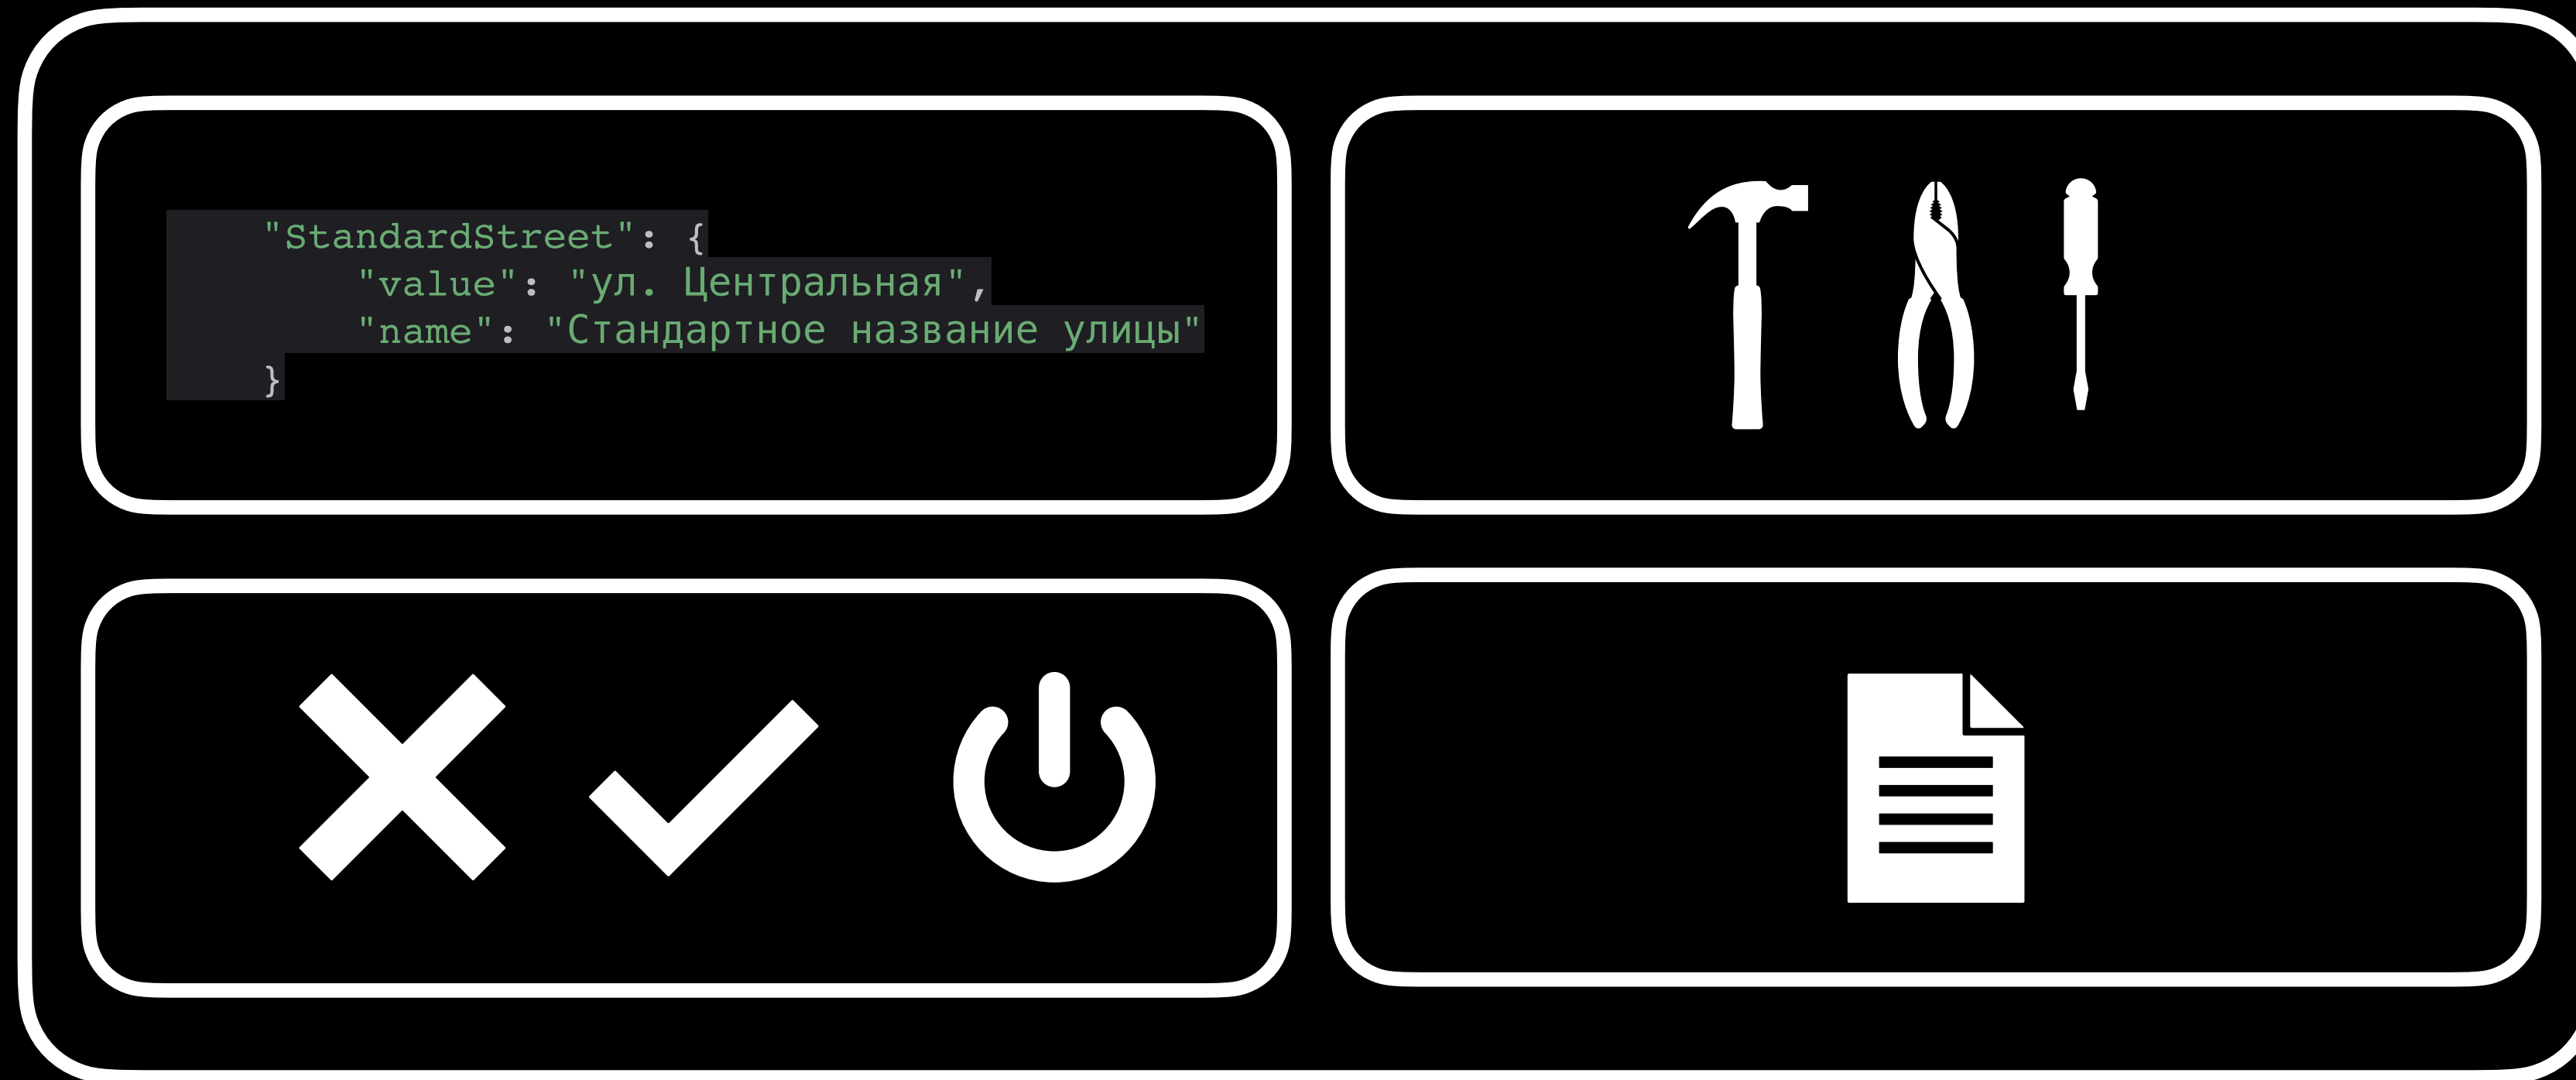 "StandardStreet": {
"value": "ул. Центральная",
"name": "Стандартное название улицы"
}